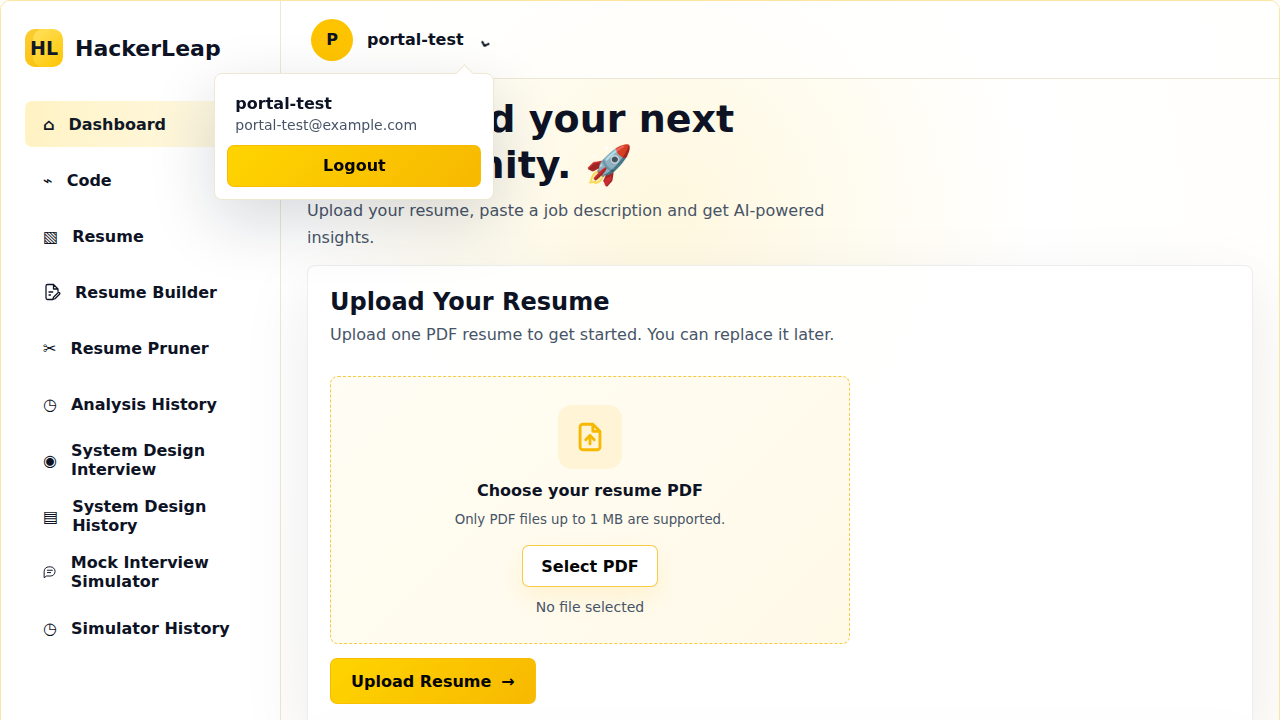 HL HackerLeap
P portal-test
portal-test
portal-test@example.com
Logout
Dashboard
Code
Resume
Resume Builder
Resume Pruner
Analysis History
System Design
Interview
System Design
History
Mock Interview
Simulator
Simulator History
your next
🚀
Upload your resume, paste a job description and get AI-powered
insights.
Upload Your Resume
Upload one PDF resume to get started. You can replace it later.
Choose your resume PDF
Only PDF files up to 1 MB are supported.
Select PDF
No file selected
Upload Resume →